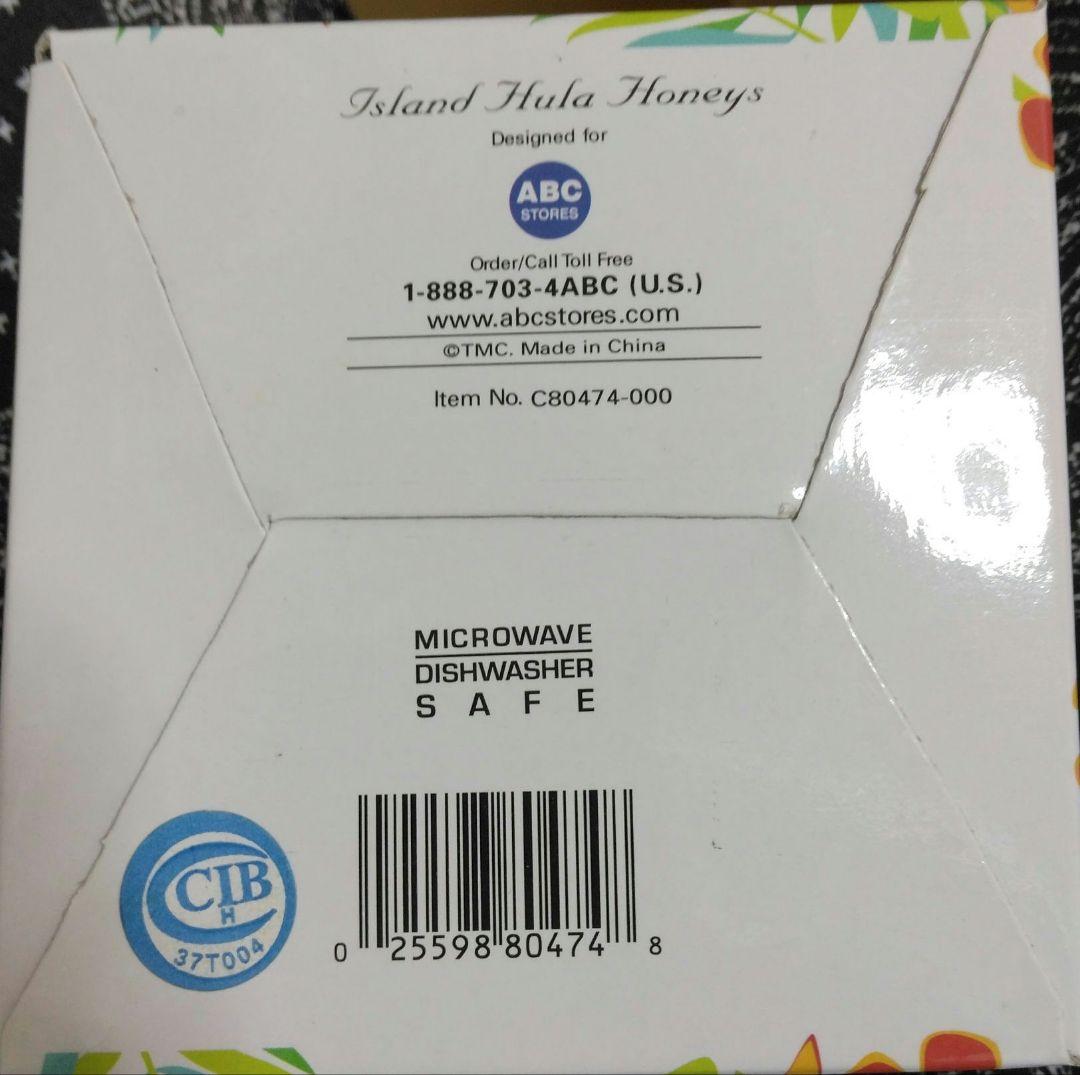 Island Hula Honeys
Designed for
ABC
STORES
Order/Call Toll Free
1-888-703-4ABC (U.S.)
www.abcstores.com
©TMC. Made in China
Item No. C80474-000
MICROWAVE
DISHWASHER
SAFE
CIB
H
37T004
0 25598 80474 8